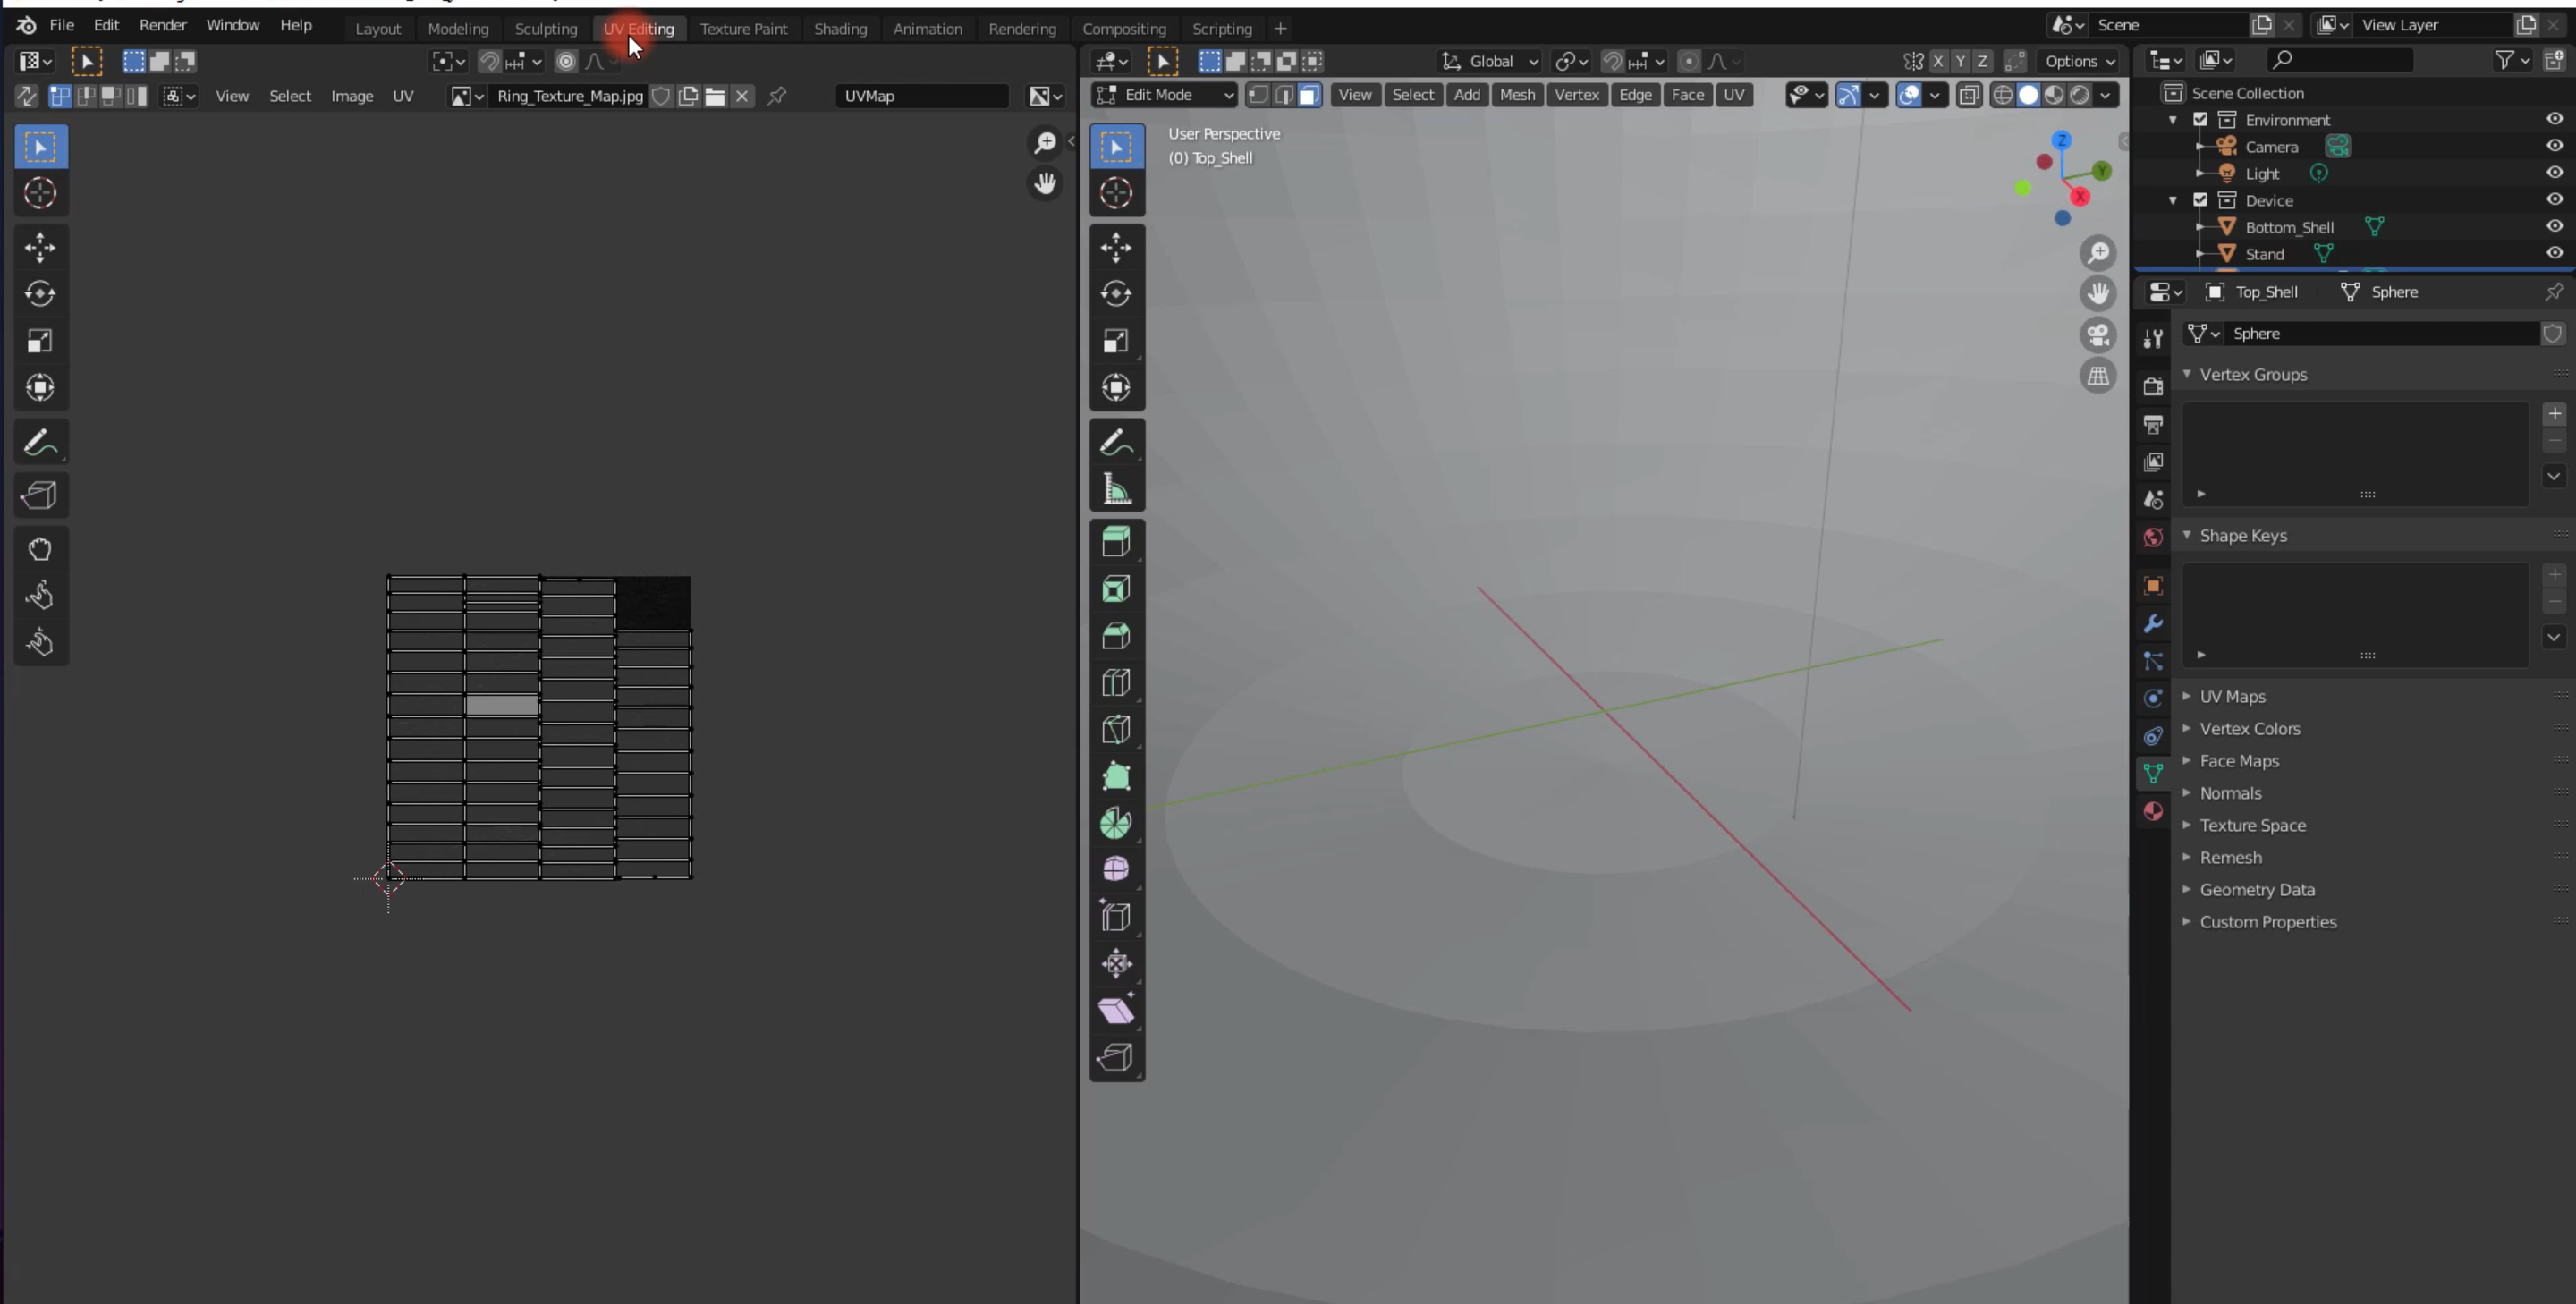 File Edit Render Window Help Layout Modeling Sculpting UV Editing Texture Paint Shading Animation Rendering Compositing Scripting + Scene View Layer
Global X Y Z Options
View Select Image UV Ring_Texture_Map.jpg UVMap Edit Mode View Select Add Mesh Vertex Edge Face UV
Scene Collection
Environment
Camera
Light
Device
Bottom_Shell
Stand
User Perspective
(0) Top_Shell
Z
Y
X
Top_Shell Sphere
Sphere
Vertex Groups
Shape Keys
UV Maps
Vertex Colors
Face Maps
Normals
Texture Space
Remesh
Geometry Data
Custom Properties